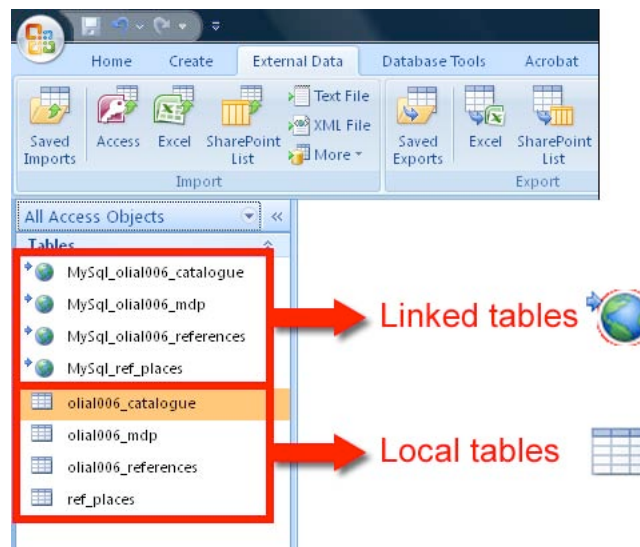 Home Create External Data Database Tools Acrobat
Saved Imports
Access
Excel
SharePoint List
Text File
XML File
More
Import
Saved Exports
Excel
SharePoint List
Export
All Access Objects
Tables
MySql_olial006_catalogue
MySql_olial006_mdp
MySql_olial006_references
MySql_ref_places
Linked tables
olial006_catalogue
olial006_mdp
olial006_references
ref_places
Local tables